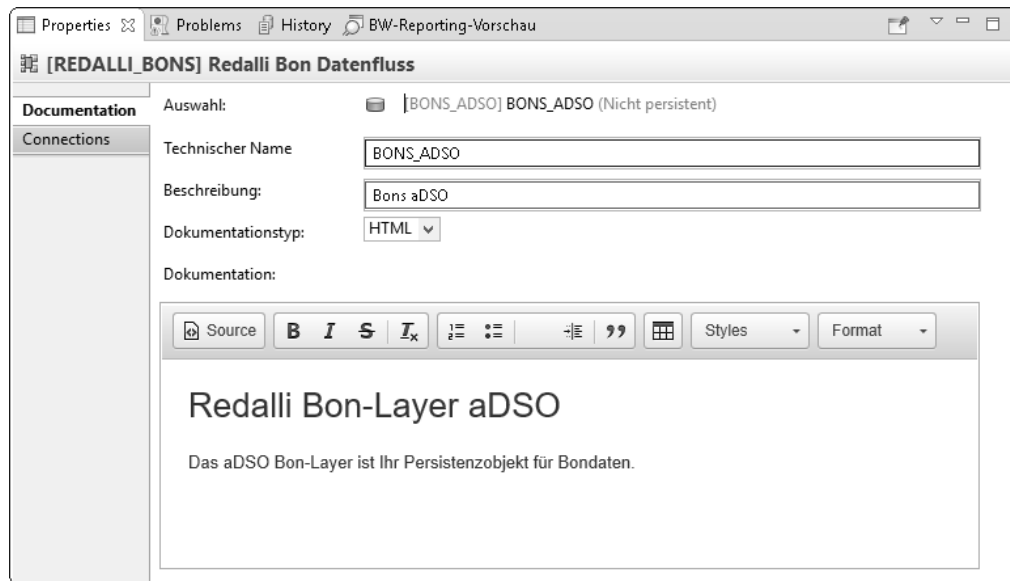 Properties Problems History BW-Reporting-Vorschau
[REDALLI_BONS] Redalli Bon Datenfluss
Documentation
Connections
Auswahl: [BONS_ADSO] BONS_ADSO (Nicht persistent)
Technischer Name BONS_ADSO
Beschreibung: Bons aDSO
Dokumentationstyp: HTML
Dokumentation:
Source B I S Ix Styles Format
Redalli Bon-Layer aDSO
Das aDSO Bon-Layer ist Ihr Persistenzobjekt für Bondaten.